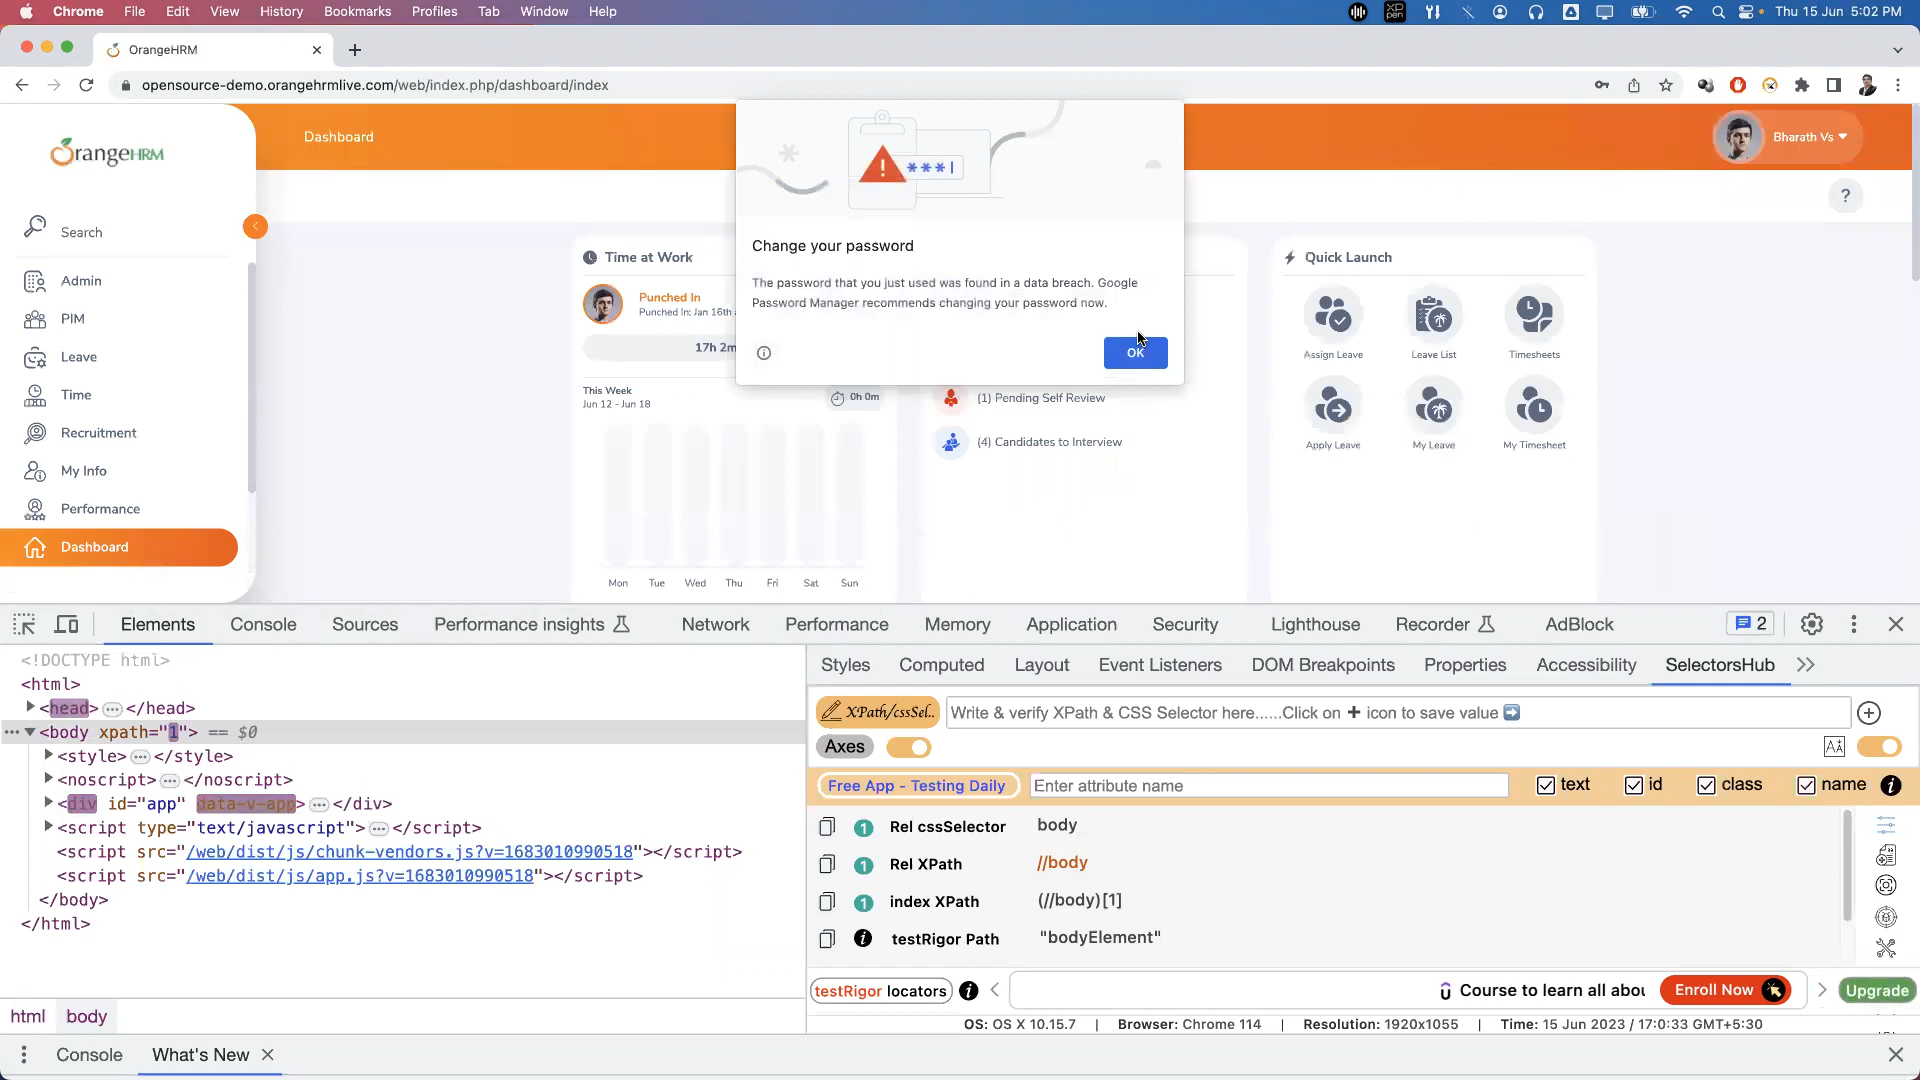 Chrome File Edit View History Bookmarks Profiles Tab Window Help
XP pen
Thu 15 Jun 5:02 PM
OrangeHRM
opensource-demo.orangehrmlive.com/web/index.php/dashboard/index
OrangeHRM
Dashboard
Bharath Vs
?
Search
Admin
PIM
Leave
Time
Recruitment
My Info
Performance
Dashboard
Time at Work
Punched In
Punched In: Jan 16th
17h 2m
This Week
Jun 12 - Jun 18
0h 0m
Mon Tue Wed Thu Fri Sat Sun
***|
Change your password
The password that you just used was found in a data breach. Google
Password Manager recommends changing your password now.
OK
(1) Pending Self Review
(4) Candidates to Interview
Quick Launch
Assign Leave
Leave List
Timesheets
Apply Leave
My Leave
My Timesheet
Elements Console Sources Performance insights Network Performance Memory Application Security Lighthouse Recorder AdBlock 2
<!DOCTYPE html>
<html>
<head> … </head>
<body xpath="1"> == $0
<style> … </style>
<noscript> … </noscript>
<div id="app" data-v-app> … </div>
<script type="text/javascript"> … </script>
<script src="/web/dist/js/chunk-vendors.js?v=1683010990518"></script>
<script src="/web/dist/js/app.js?v=1683010990518"></script>
</body>
</html>
html body
Styles Computed Layout Event Listeners DOM Breakpoints Properties Accessibility SelectorsHub
XPath/cssSel..
Write & verify XPath & CSS Selector here......Click on + icon to save value
Axes
Free App - Testing Daily
Enter attribute name
text id class name
1 Rel cssSelector body
1 Rel XPath //body
1 index XPath (//body)[1]
testRigor Path "bodyElement"
testRigor locators
Course to learn all abou
Enroll Now
Upgrade
OS: OS X 10.15.7 | Browser: Chrome 114 | Resolution: 1920x1055 | Time: 15 Jun 2023 / 17:0:33 GMT+5:30
Console What's New